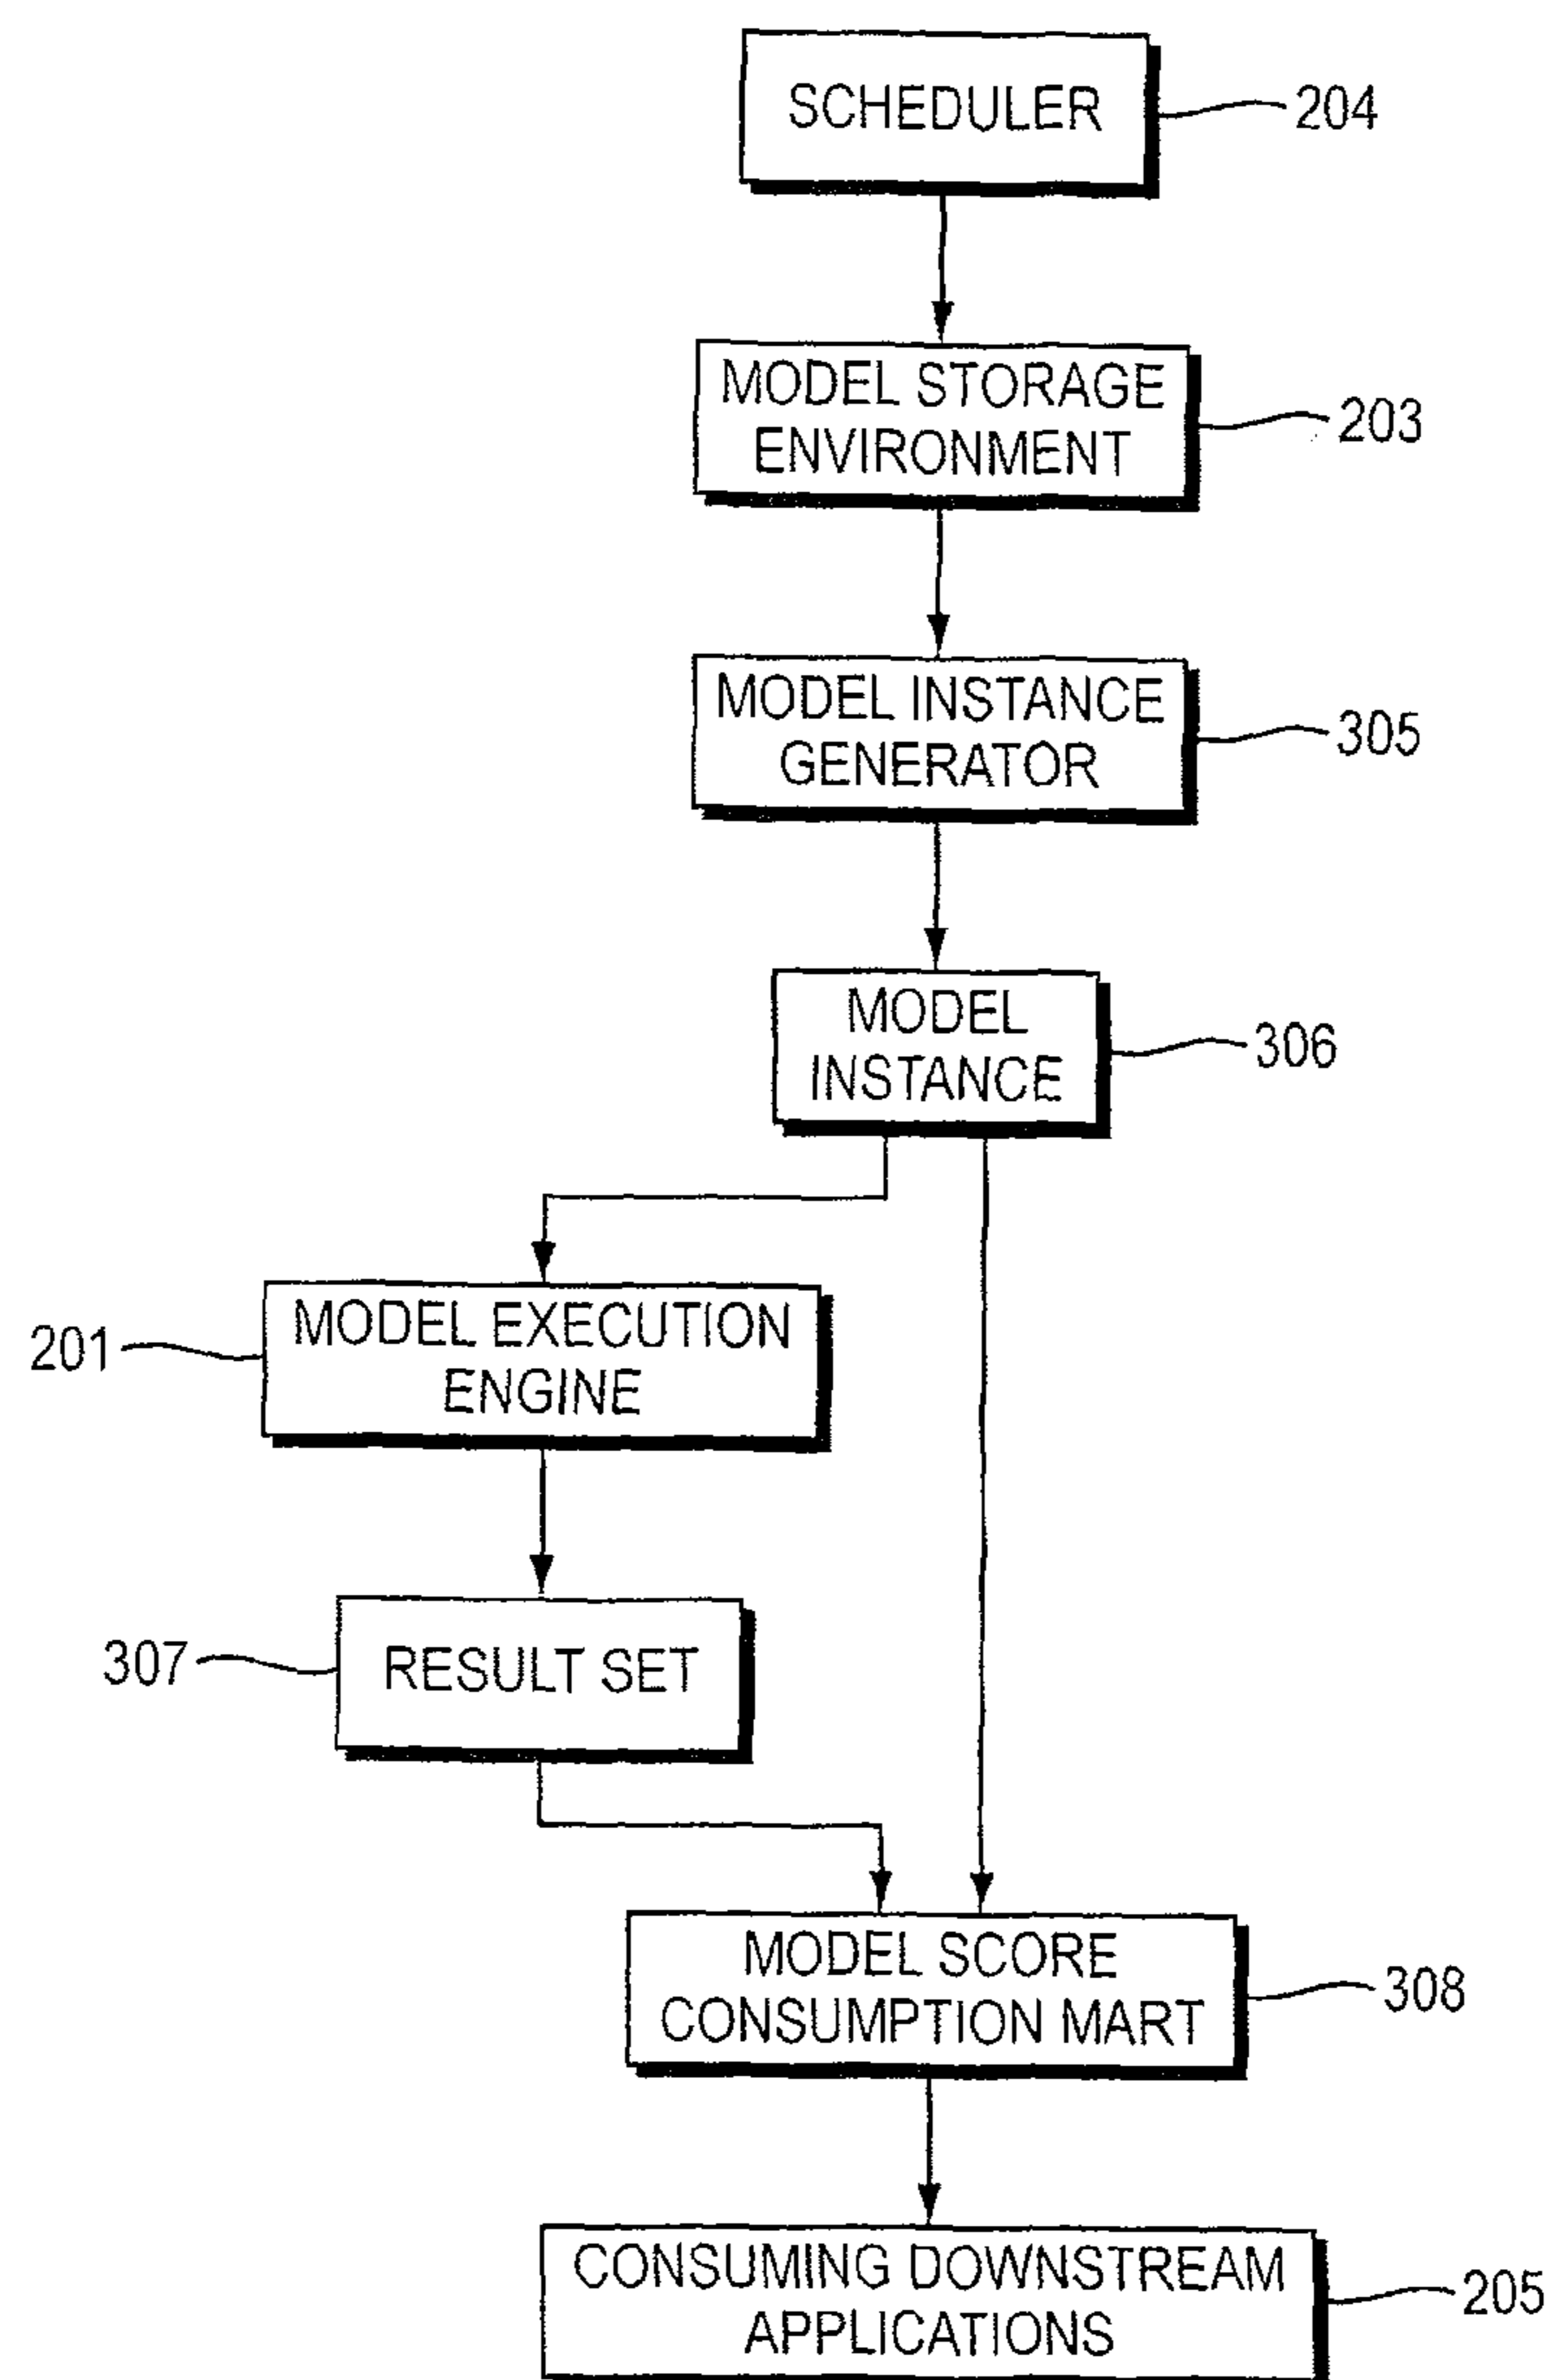 SCHEDULER
204
MODEL STORAGE
ENVIRONMENT
203
MODEL INSTANCE
GENERATOR
305
MODEL
INSTANCE
306
201
MODEL EXECUTION
ENGINE
307
RESULT SET
MODEL SCORE
CONSUMPTION MART
308
CONSUMING DOWNSTREAM
APPLICATIONS
205